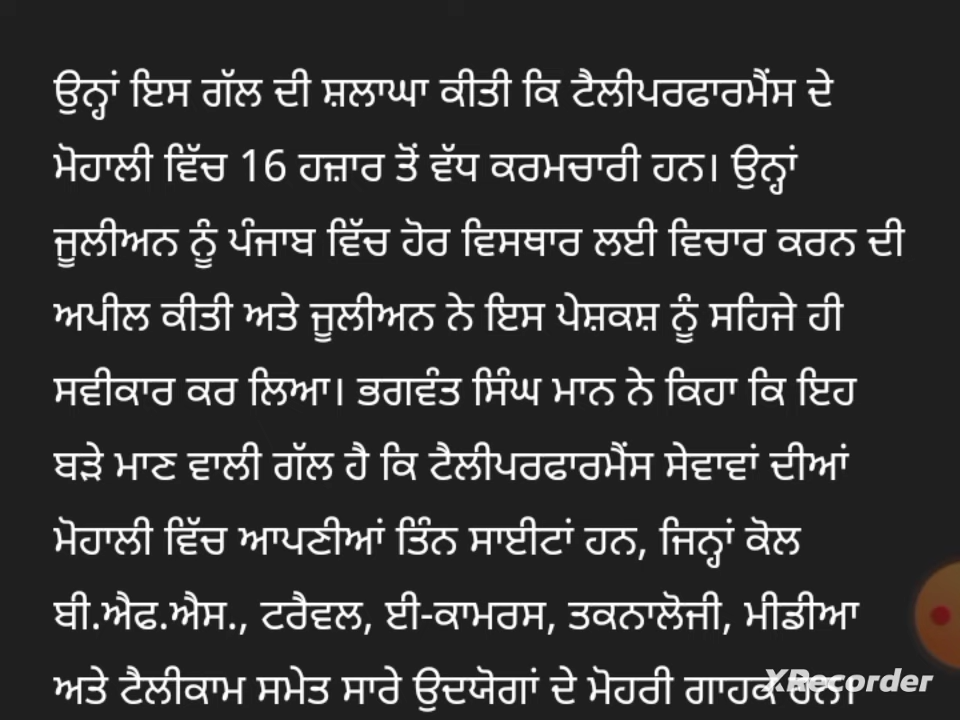 ਉਨ੍ਹਾਂ ਇਸ ਗੱਲ ਦੀ ਸ਼ਲਾਘਾ ਕੀਤੀ ਕਿ ਟੈਲੀਪਰਫਾਰਮੈਂਸ ਦੇ
ਮੋਹਾਲੀ ਵਿੱਚ 16 ਹਜ਼ਾਰ ਤੋਂ ਵੱਧ ਕਰਮਚਾਰੀ ਹਨ। ਉਨ੍ਹਾਂ
ਜੂਲੀਅਨ ਨੂੰ ਪੰਜਾਬ ਵਿੱਚ ਹੋਰ ਵਿਸਥਾਰ ਲਈ ਵਿਚਾਰ ਕਰਨ ਦੀ
ਅਪੀਲ ਕੀਤੀ ਅਤੇ ਜੂਲੀਅਨ ਨੇ ਇਸ ਪੇਸ਼ਕਸ਼ ਨੂੰ ਸਹਿਜੇ ਹੀ
ਸਵੀਕਾਰ ਕਰ ਲਿਆ। ਭਗਵੰਤ ਸਿੰਘ ਮਾਨ ਨੇ ਕਿਹਾ ਕਿ ਇਹ
ਬੜੇ ਮਾਣ ਵਾਲੀ ਗੱਲ ਹੈ ਕਿ ਟੈਲੀਪਰਫਾਰਮੈਂਸ ਸੇਵਾਵਾਂ ਦੀਆਂ
ਮੋਹਾਲੀ ਵਿੱਚ ਆਪਣੀਆਂ ਤਿੰਨ ਸਾਈਟਾਂ ਹਨ, ਜਿਨ੍ਹਾਂ ਕੋਲ
ਬੀ.ਐਫ.ਐਸ., ਟਰੈਵਲ, ਈ-ਕਾਮਰਸ, ਤਕਨਾਲੋਜੀ, ਮੀਡੀਆ
ਅਤੇ ਟੈਲੀਕਾਮ ਸਮੇਤ ਸਾਰੇ ਉਦਯੋਗਾਂ ਦੇ ਮੋਹਰੀ ਗਾਹਕ ਹਨ।
XRecorder